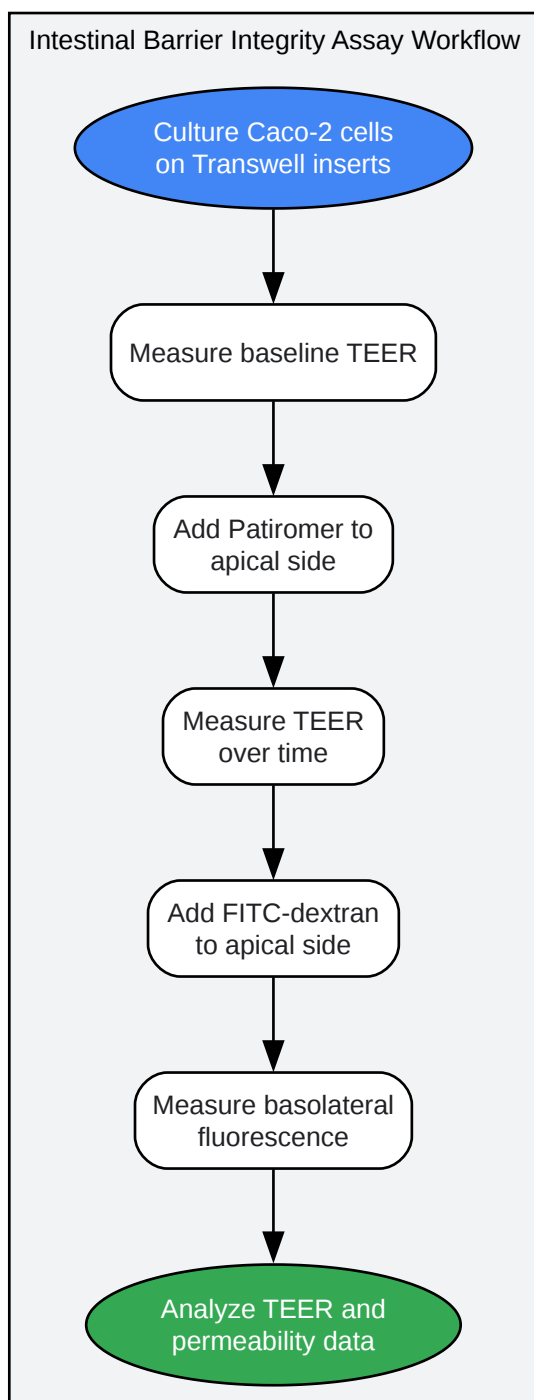 Intestinal Barrier Integrity Assay Workflow
Culture Caco-2 cells
on Transwell inserts
Measure baseline TEER
Add Patiromer to
apical side
Measure TEER
over time
Add FITC-dextran
to apical side
Measure basolateral
fluorescence
Analyze TEER and
permeability data